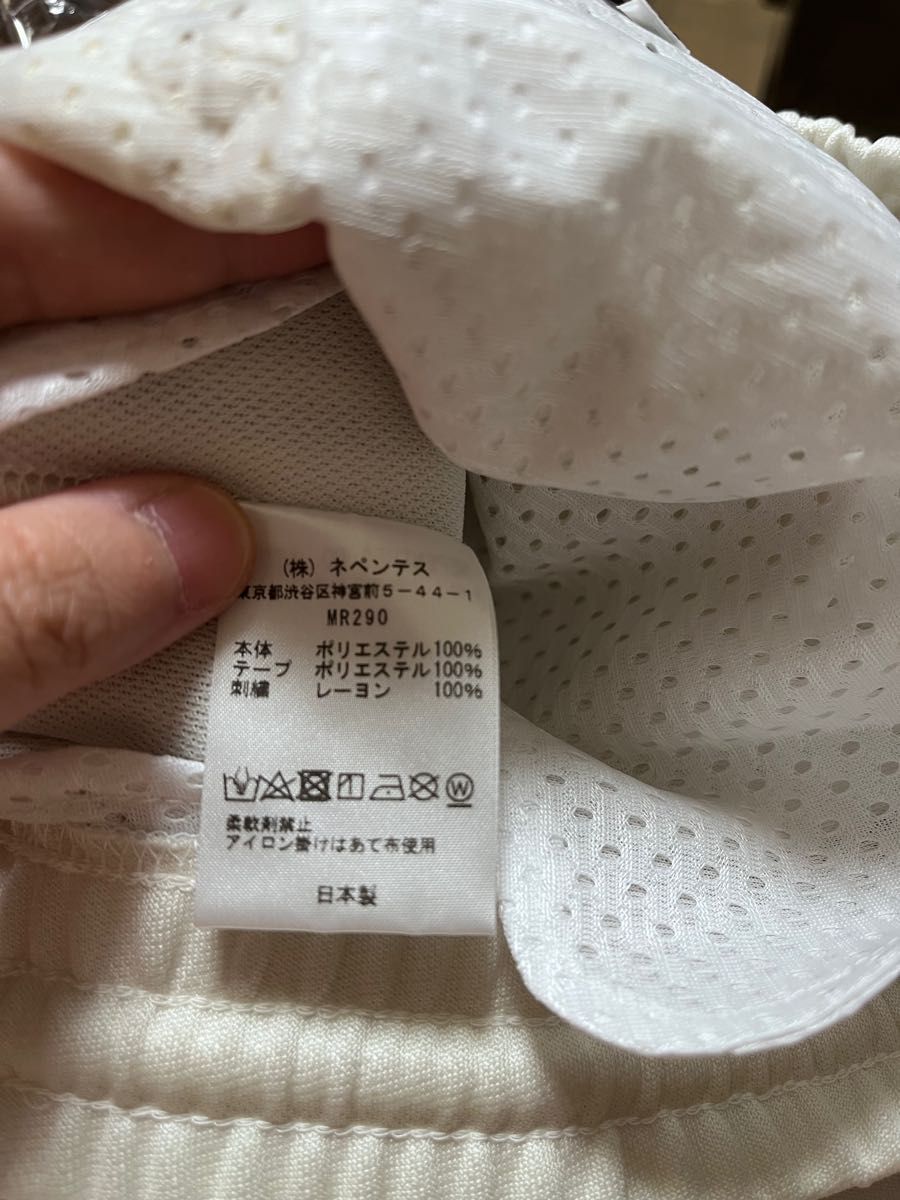 (株) ネペンテス
東京都渋谷区神宮前5-44-1
MR290
本体 ポリエステル100%
テープ ポリエステル100%
刺繍 レーヨン 100%
W
柔軟剤禁止
アイロン掛けはあて布使用
日本製